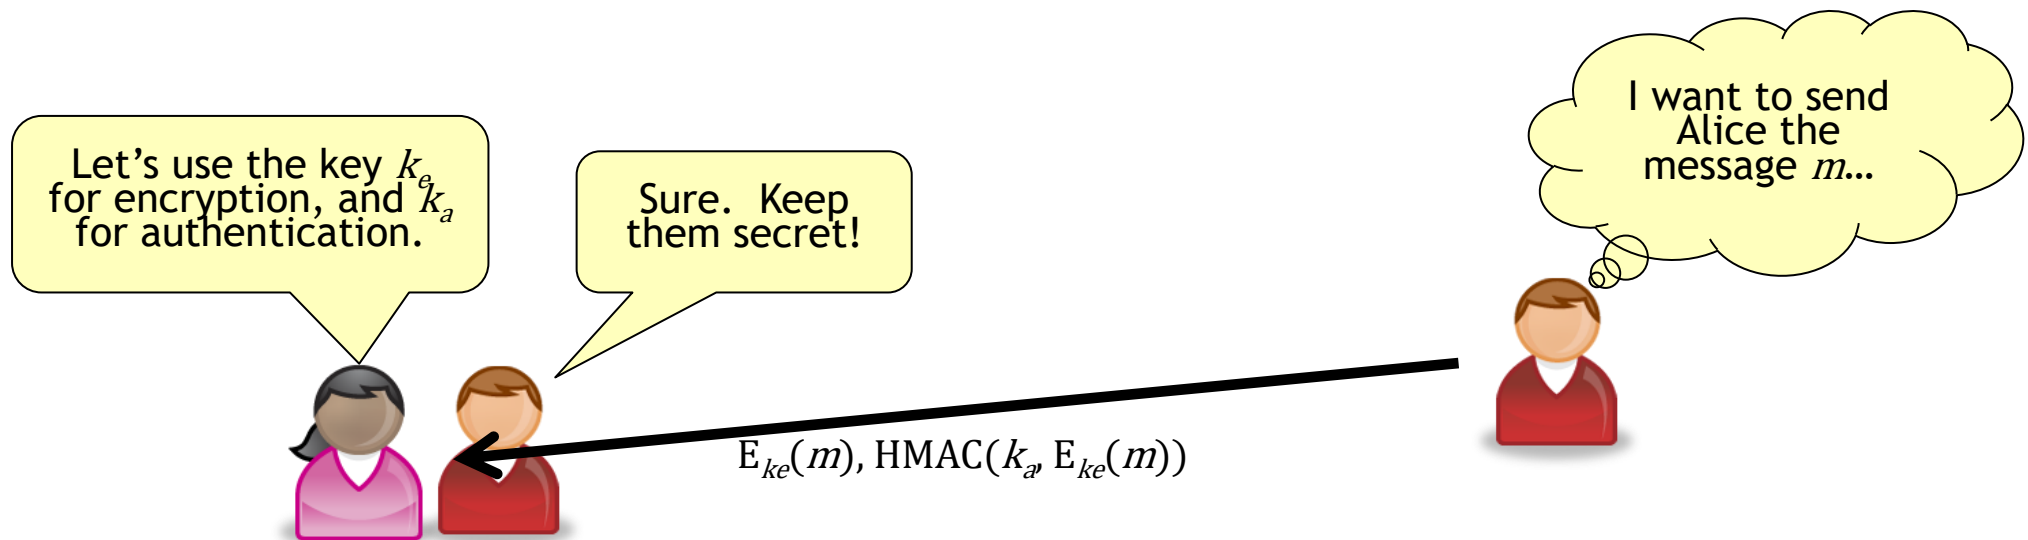 Let’s use the key kₑ
for encryption, and kₐ
for authentication.
Sure.  Keep
them secret!
I want to send
Alice the
message m…
Eₖₑ(m), HMAC(kₐ, Eₖₑ(m))